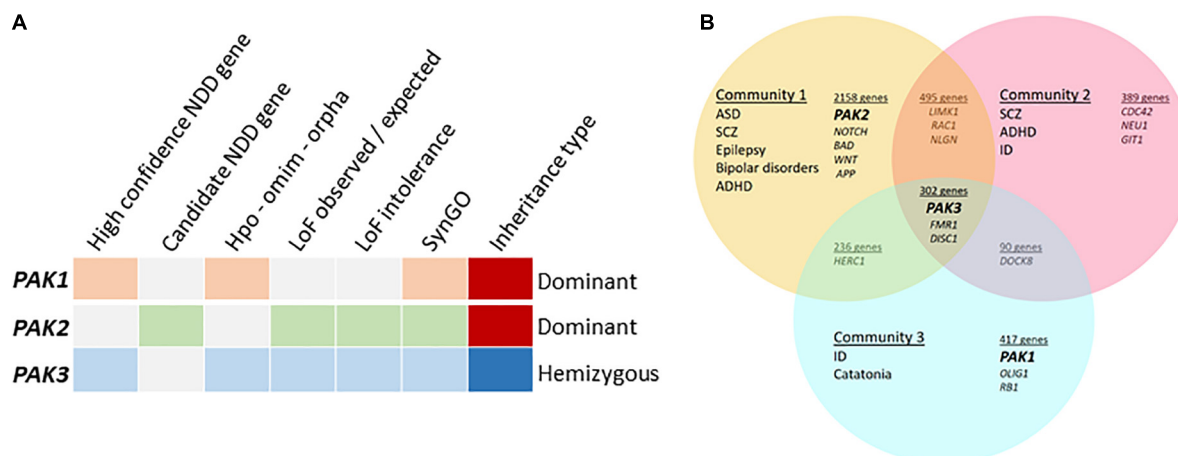 A
High confidence NDD gene
Candidate NDD gene
Hpo - omim - orpha
LoF observed / expected
LoF intolerance
SynGO
Inheritance type
PAK1
Dominant
PAK2
Dominant
PAK3
Hemizygous
B
Community 1
ASD
SCZ
Epilepsy
Bipolar disorders
ADHD
2158 genes
PAK2
NOTCH
BAD
WNT
APP
495 genes
LIMK1
RAC1
NLGN
Community 2
SCZ
ADHD
ID
389 genes
CDC42
NEU1
GIT1
302 genes
PAK3
FMR1
DISC1
236 genes
HERC1
90 genes
DOCK8
Community 3
ID
Catatonia
417 genes
PAK1
OLIG1
RB1